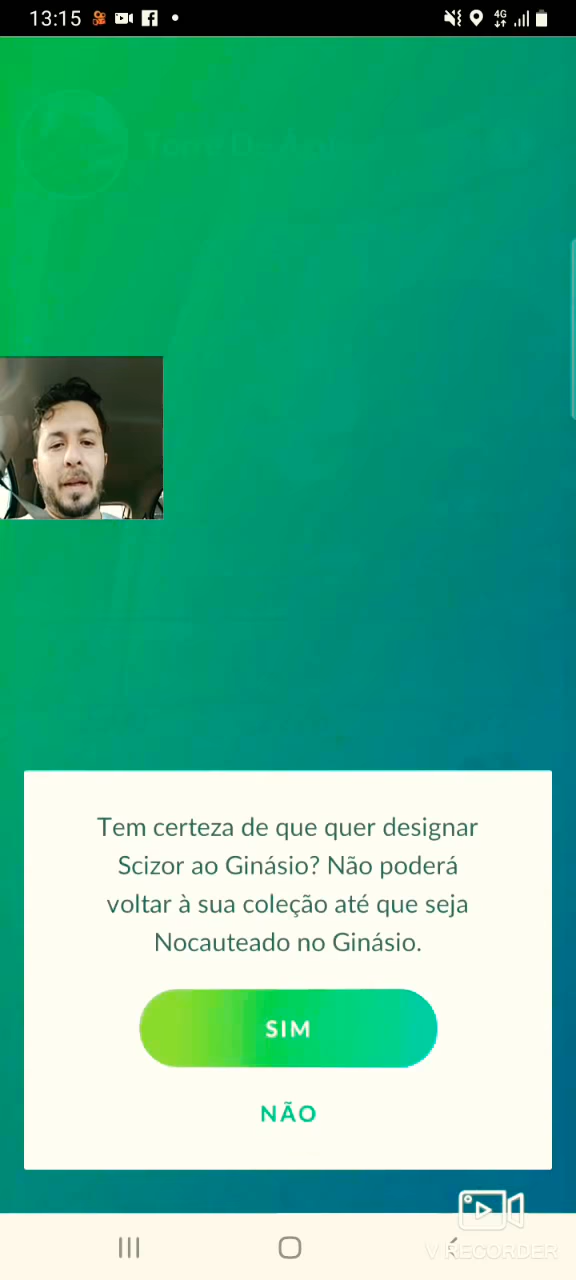 13:15
4G
Tem certeza de que quer designar
Scizor ao Ginásio? Não poderá
voltar à sua coleção até que seja
Nocauteado no Ginásio.
SIM
NÃO
V RECORDER